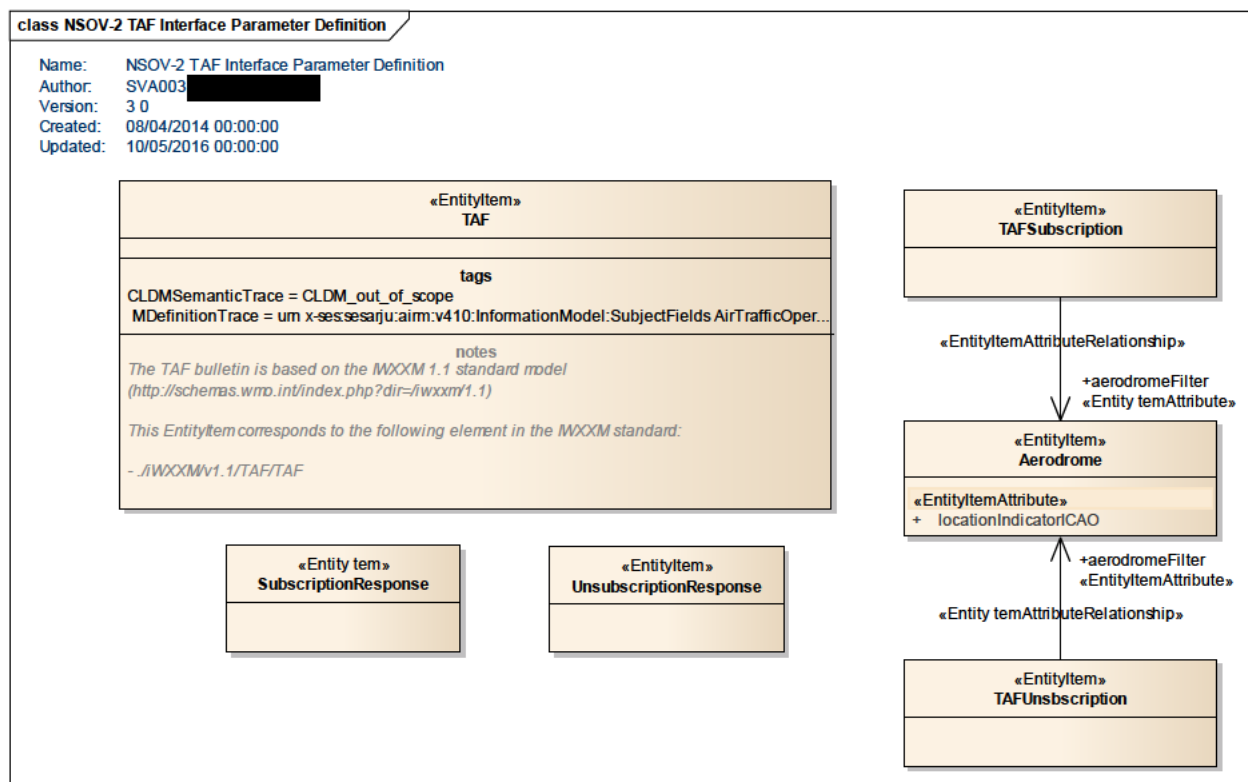 class NSOV-2 TAF Interface Parameter Definition
Name: NSOV-2 TAF Interface Parameter Definition
Author: SVA003
Version: 3 0
Created: 08/04/2014 00:00:00
Updated: 10/05/2016 00:00:00
«EntityItem»
TAF
tags
CLDMSemanticTrace = CLDM_out_of_scope
MDefinitionTrace = urn x-ses:sesarju:airm:v410:InformationModel:SubjectFields AirTrafficOper...
notes
The TAF bulletin is based on the IWXXM 1.1 standard model
(http://schemas.wmo.int/index.php?dir=/iwxxm/1.1)
This EntityItem corresponds to the following element in the IWXXM standard:
- ./iWXXM/v1.1/TAF/TAF
«Entity tem»
SubscriptionResponse
«EntityItem»
UnsubscriptionResponse
«EntityItem»
TAFSubscription
«EntityItemAttributeRelationship»
+aerodromeFilter
«Entity temAttribute»
«EntityItem»
Aerodrome
«EntityItemAttribute»
+ locationIndicatorICAO
+aerodromeFilter
«EntityItemAttribute»
«Entity temAttributeRelationship»
«EntityItem»
TAFUnsbscription